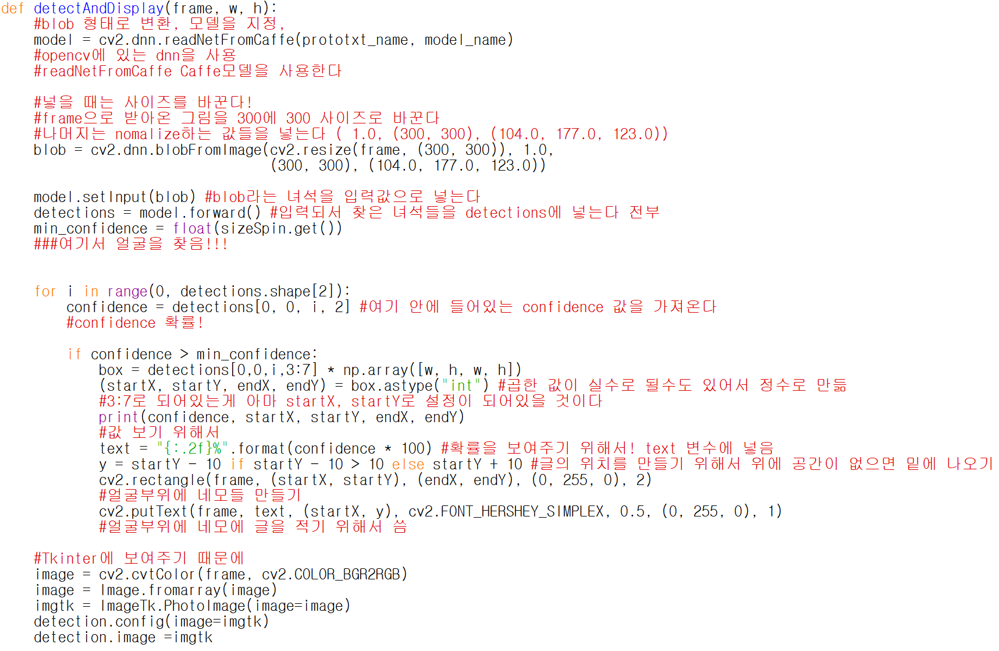 def detectAndDisplay(frame, w, h):
    #blob 형태로 변환, 모델을 지정,
    model = cv2.dnn.readNetFromCaffe(prototxt_name, model_name)
    #opencv에 있는 dnn을 사용
    #readNetFromCaffe Caffe모델을 사용한다
    #넣을 때는 사이즈를 바꾼다!
    #frame으로 받아온 그림을 300에 300 사이즈로 바꾼다
    #나머지는 nomalize하는 값들을 넣는다 ( 1.0, (300, 300), (104.0, 177.0, 123.0))
    blob = cv2.dnn.blobFromImage(cv2.resize(frame, (300, 300)), 1.0,
                                 (300, 300), (104.0, 177.0, 123.0))
    model.setInput(blob) #blob라는 녀석을 입력값으로 넣는다
    detections = model.forward() #입력되서 찾은 녀석들을 detections에 넣는다 전부
    min_confidence = float(sizeSpin.get())
    ###여기서 얼굴을 찾음!!!
    for i in range(0, detections.shape[2]):
        confidence = detections[0, 0, i, 2] #여기 안에 들어있는 confidence 값을 가져온다
        #confidence 확률!
        if confidence > min_confidence:
            box = detections[0,0,i,3:7] * np.array([w, h, w, h])
            (startX, startY, endX, endY) = box.astype("int") #곱한 값이 실수로 될수도 있어서 정수로 만듦
            #3:7로 되어있는게 아마 startX, startY로 설정이 되어있을 것이다
            print(confidence, startX, startY, endX, endY)
            #값 보기 위해서
            text = "{:.2f}%".format(confidence * 100) #확률을 보여주기 위해서! text 변수에 넣음
            y = startY - 10 if startY - 10 > 10 else startY + 10 #글의 위치를 만들기 위해서 위에 공간이 없으면 밑에 나오기
            cv2.rectangle(frame, (startX, startY), (endX, endY), (0, 255, 0), 2)
            #얼굴부위에 네모들 만들기
            cv2.putText(frame, text, (startX, y), cv2.FONT_HERSHEY_SIMPLEX, 0.5, (0, 255, 0), 1)
            #얼굴부위에 네모에 글을 적기 위해서 씀
    #Tkinter에 보여주기 때문에
    image = cv2.cvtColor(frame, cv2.COLOR_BGR2RGB)
    image = Image.fromarray(image)
    imgtk = ImageTk.PhotoImage(image=image)
    detection.config(image=imgtk)
    detection.image =imgtk